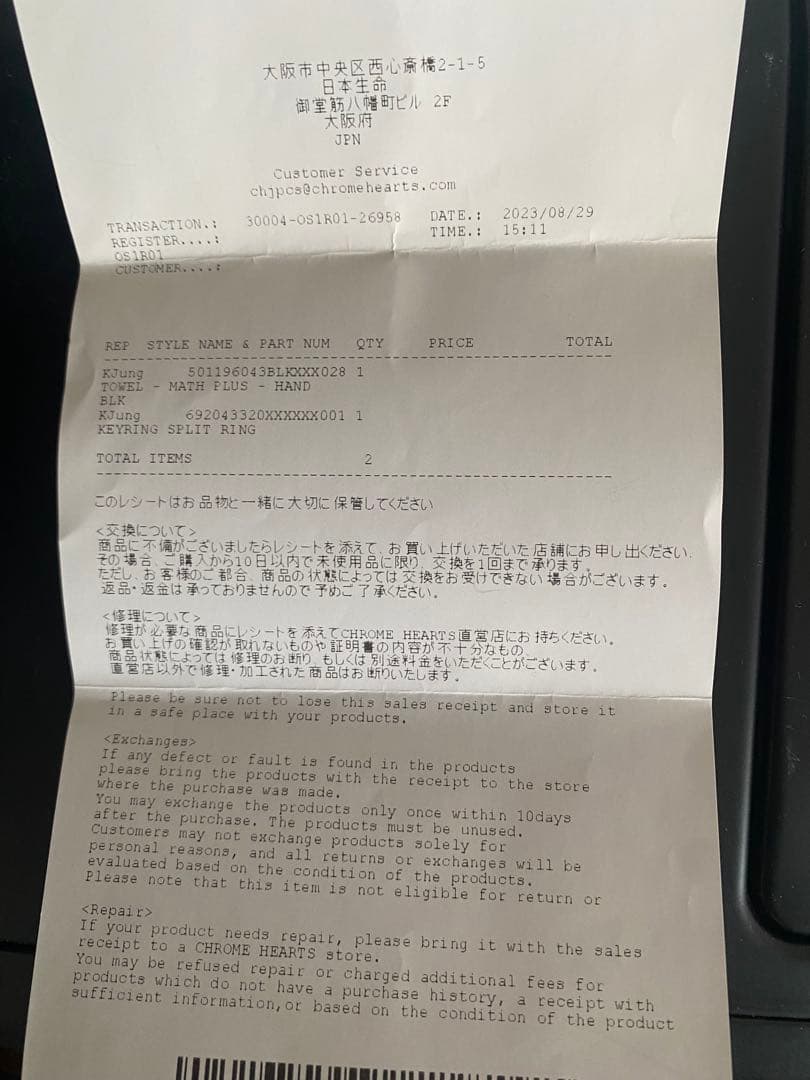 大阪市中央区西心斎橋2-1-5
日本生命
御堂筋八幡町ビル 2F
大阪府
JPN
Customer Service
chjpcs@chromehearts.com
TRANSACTION.: 30004-OS1R01-26958 DATE.: 2023/08/29
REGISTER....: TIME.: 15:11
OS1R01
CUSTOMER....:
REP STYLE NAME & PART NUM QTY PRICE TOTAL
KJung 501196043BLKXXX028 1
TOWEL - MATH PLUS - HAND
BLK
KJung 692043320XXXXXX001 1
KEYRING SPLIT RING
TOTAL ITEMS 2
このレシートはお品物と一緒に大切に保管してください
<交換について>
商品に不備がございましたらレシートを添えて、お買い上げいただいた店舗にお申し出ください.
その場合、ご購入から10日以内で未使用品に限り、交換を1回まで承ります。
ただし、お客様のご都合、商品の状態によっては交換をお受けできない場合がございます。
返品・返金は承っておりませんので予めご了承ください。
<修理について>
修理が必要な商品にレシートを添えてCHROME HEARTS直営店にお持ちください。
お買い上げの確認が取れないものや証明書の内容が不十分なもの、
商品状態によっては修理のお断り、もしくは別途料金をいただくことがございます。
直営店以外で修理・加工された商品はお断りいたします。
Please be sure not to lose this sales receipt and store it
in a safe place with your products.
<Exchanges>
If any defect or fault is found in the products
please bring the products with the receipt to the store
where the purchase was made.
You may exchange the products only once within 10days
after the purchase. The products must be unused.
Customers may not exchange products solely for
personal reasons, and all returns or exchanges will be
evaluated based on the condition of the products.
Please note that this item is not eligible for return or
<Repair>
If your product needs repair, please bring it with the sales
receipt to a CHROME HEARTS store.
You may be refused repair or charged additional fees for
products which do not have a purchase history, a receipt with
sufficient information,or based on the condition of the product